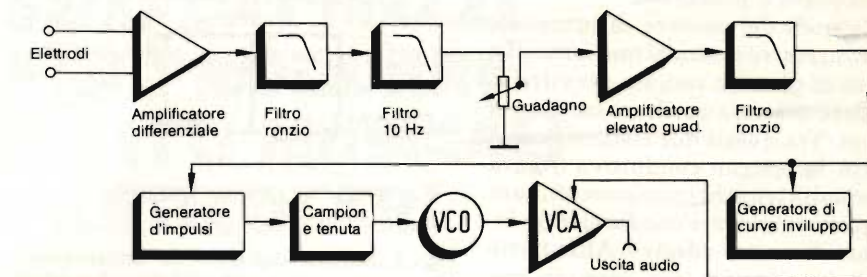 Elettrodi
Amplificatore
differenziale
Filtro
ronzio
Filtro
10 Hz
Guadagno
Amplificatore
elevato guad.
Filtro
ronzio
Generatore
d'impulsi
Campion
e tenuta
VCO
VCA
Uscita audio
Generatore di
curve inviluppo